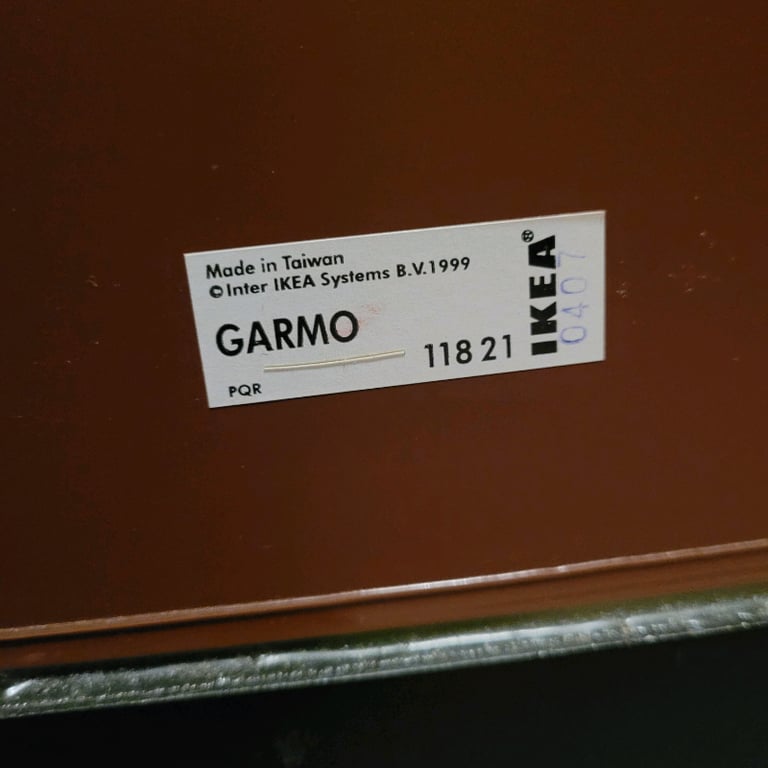 Made in Taiwan
© Inter IKEA Systems B.V. 1999
GARMO
118 21
PQR
IKEA®
0407